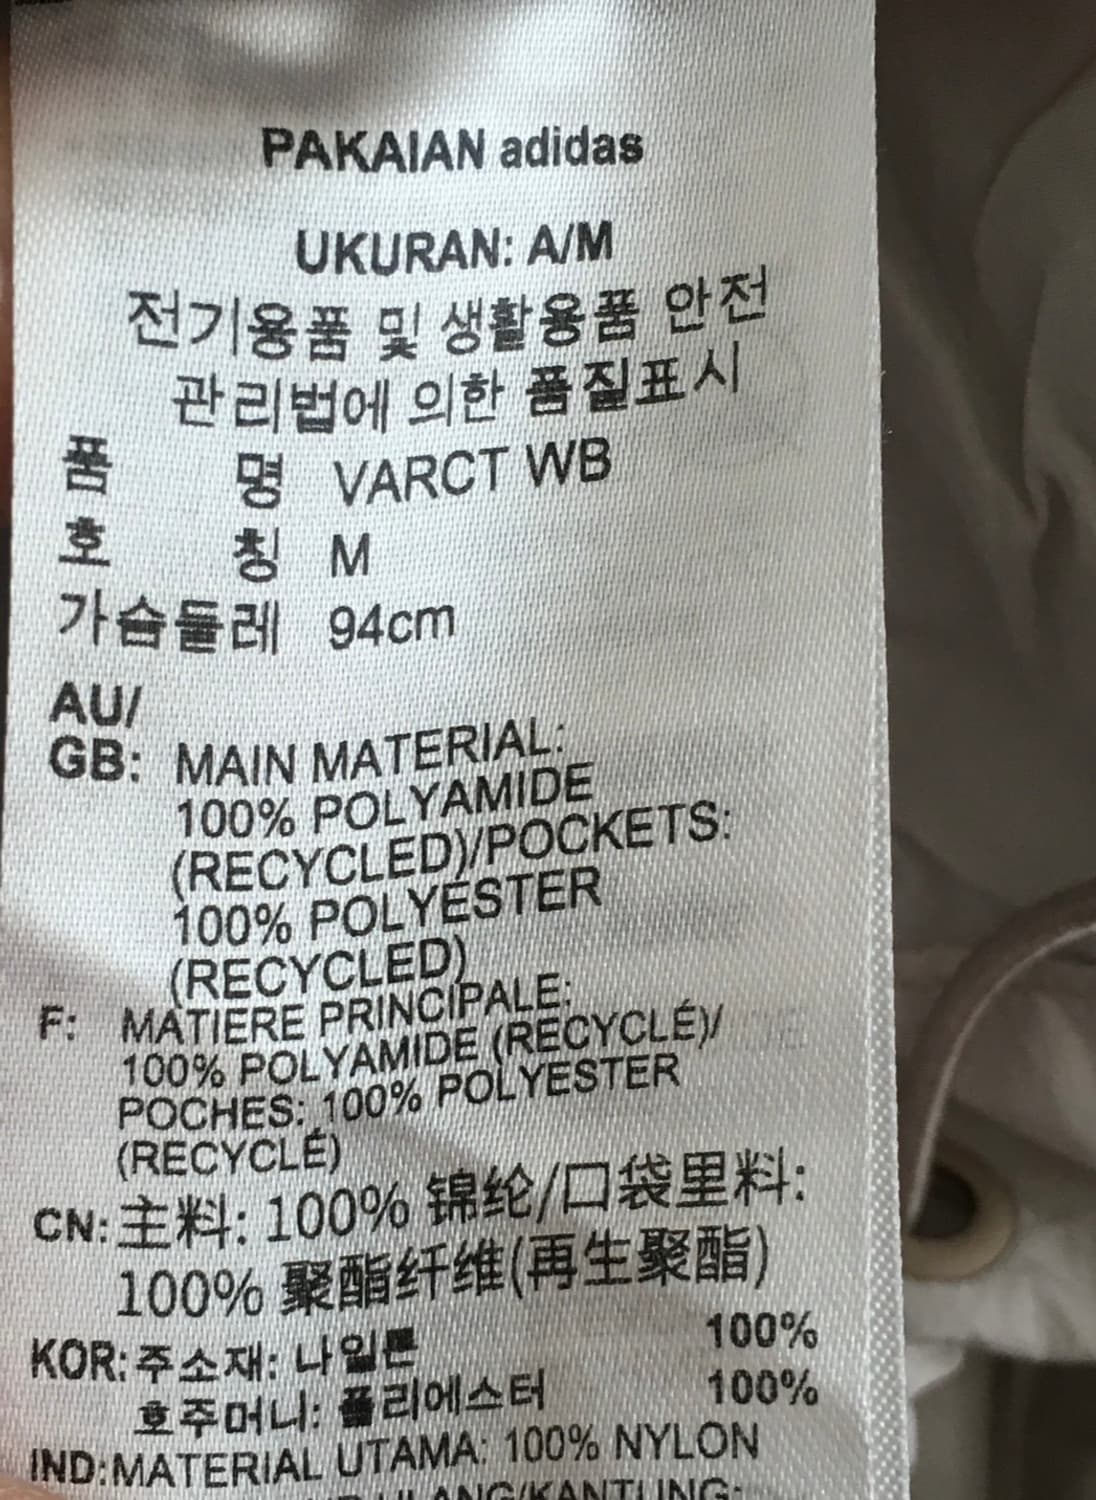 PAKAIAN adidas
UKURAN: A/M
전기용품 및 생활용품 안전
관리법에 의한 품질표시
품 명 VARCT WB
호 칭 M
가슴둘레 94cm
AU/
GB: MAIN MATERIAL:
100% POLYAMIDE
(RECYCLED)/POCKETS:
100% POLYESTER
(RECYCLED)
F: MATIERE PRINCIPALE:
100% POLYAMIDE (RECYCLÉ)/
POCHES: 100% POLYESTER
(RECYCLÉ)
CN: 主料: 100% 锦纶/口袋里料:
100% 聚酯纤维(再生聚酯)
KOR: 주소재: 나일론 100%
호주머니: 폴리에스터 100%
IND: MATERIAL UTAMA: 100% NYLON